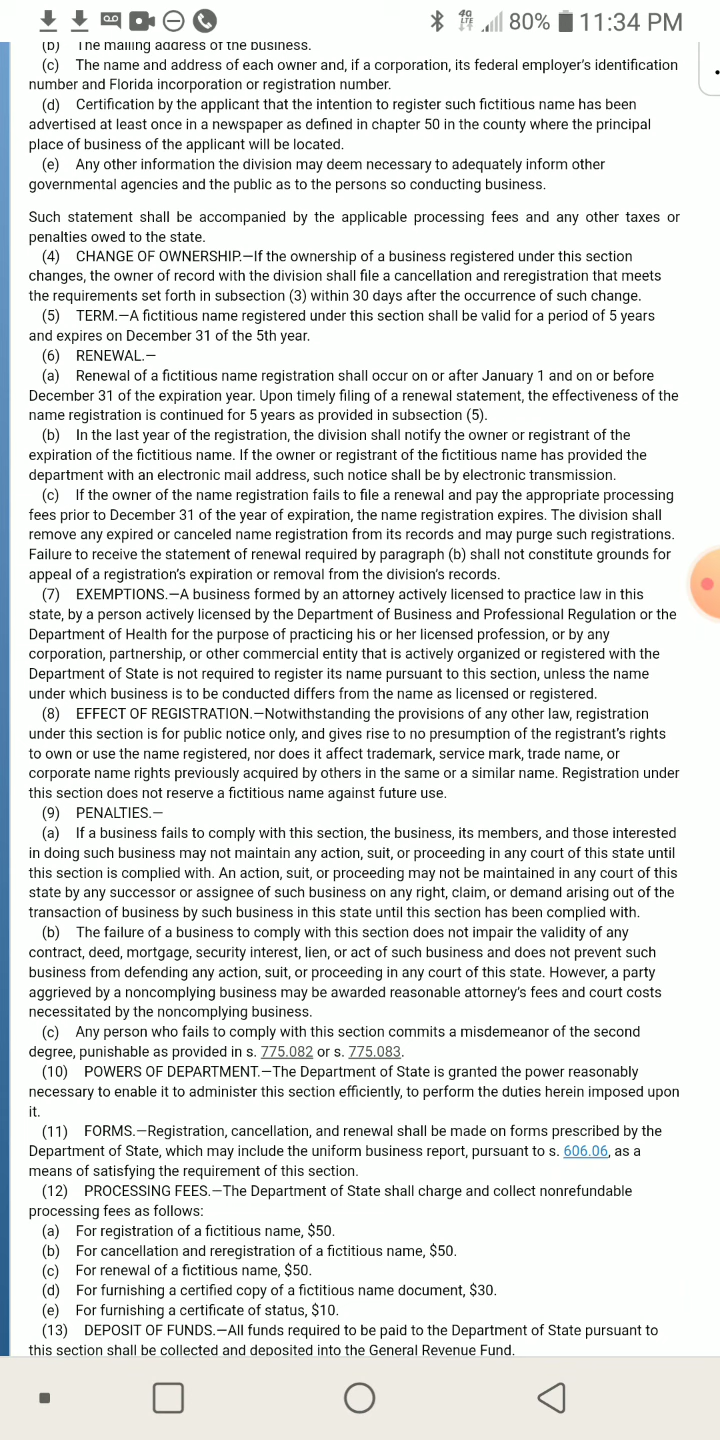 80% 11:34 PM
(b) The mailing address of the business.
(c) The name and address of each owner and, if a corporation, its federal employer's identification
number and Florida incorporation or registration number.
(d) Certification by the applicant that the intention to register such fictitious name has been
advertised at least once in a newspaper as defined in chapter 50 in the county where the principal
place of business of the applicant will be located.
(e) Any other information the division may deem necessary to adequately inform other
governmental agencies and the public as to the persons so conducting business.
Such statement shall be accompanied by the applicable processing fees and any other taxes or
penalties owed to the state.
(4) CHANGE OF OWNERSHIP.—If the ownership of a business registered under this section
changes, the owner of record with the division shall file a cancellation and reregistration that meets
the requirements set forth in subsection (3) within 30 days after the occurrence of such change.
(5) TERM.—A fictitious name registered under this section shall be valid for a period of 5 years
and expires on December 31 of the 5th year.
(6) RENEWAL.—
(a) Renewal of a fictitious name registration shall occur on or after January 1 and on or before
December 31 of the expiration year. Upon timely filing of a renewal statement, the effectiveness of the
name registration is continued for 5 years as provided in subsection (5).
(b) In the last year of the registration, the division shall notify the owner or registrant of the
expiration of the fictitious name. If the owner or registrant of the fictitious name has provided the
department with an electronic mail address, such notice shall be by electronic transmission.
(c) If the owner of the name registration fails to file a renewal and pay the appropriate processing
fees prior to December 31 of the year of expiration, the name registration expires. The division shall
remove any expired or canceled name registration from its records and may purge such registrations.
Failure to receive the statement of renewal required by paragraph (b) shall not constitute grounds for
appeal of a registration's expiration or removal from the division's records.
(7) EXEMPTIONS.—A business formed by an attorney actively licensed to practice law in this
state, by a person actively licensed by the Department of Business and Professional Regulation or the
Department of Health for the purpose of practicing his or her licensed profession, or by any
corporation, partnership, or other commercial entity that is actively organized or registered with the
Department of State is not required to register its name pursuant to this section, unless the name
under which business is to be conducted differs from the name as licensed or registered.
(8) EFFECT OF REGISTRATION.—Notwithstanding the provisions of any other law, registration
under this section is for public notice only, and gives rise to no presumption of the registrant's rights
to own or use the name registered, nor does it affect trademark, service mark, trade name, or
corporate name rights previously acquired by others in the same or a similar name. Registration under
this section does not reserve a fictitious name against future use.
(9) PENALTIES.—
(a) If a business fails to comply with this section, the business, its members, and those interested
in doing such business may not maintain any action, suit, or proceeding in any court of this state until
this section is complied with. An action, suit, or proceeding may not be maintained in any court of this
state by any successor or assignee of such business on any right, claim, or demand arising out of the
transaction of business by such business in this state until this section has been complied with.
(b) The failure of a business to comply with this section does not impair the validity of any
contract, deed, mortgage, security interest, lien, or act of such business and does not prevent such
business from defending any action, suit, or proceeding in any court of this state. However, a party
aggrieved by a noncomplying business may be awarded reasonable attorney's fees and court costs
necessitated by the noncomplying business.
(c) Any person who fails to comply with this section commits a misdemeanor of the second
degree, punishable as provided in s. 775.082 or s. 775.083.
(10) POWERS OF DEPARTMENT.—The Department of State is granted the power reasonably
necessary to enable it to administer this section efficiently, to perform the duties herein imposed upon
it.
(11) FORMS.—Registration, cancellation, and renewal shall be made on forms prescribed by the
Department of State, which may include the uniform business report, pursuant to s. 606.06, as a
means of satisfying the requirement of this section.
(12) PROCESSING FEES.—The Department of State shall charge and collect nonrefundable
processing fees as follows:
(a) For registration of a fictitious name, $50.
(b) For cancellation and reregistration of a fictitious name, $50.
(c) For renewal of a fictitious name, $50.
(d) For furnishing a certified copy of a fictitious name document, $30.
(e) For furnishing a certificate of status, $10.
(13) DEPOSIT OF FUNDS.—All funds required to be paid to the Department of State pursuant to
this section shall be collected and deposited into the General Revenue Fund.